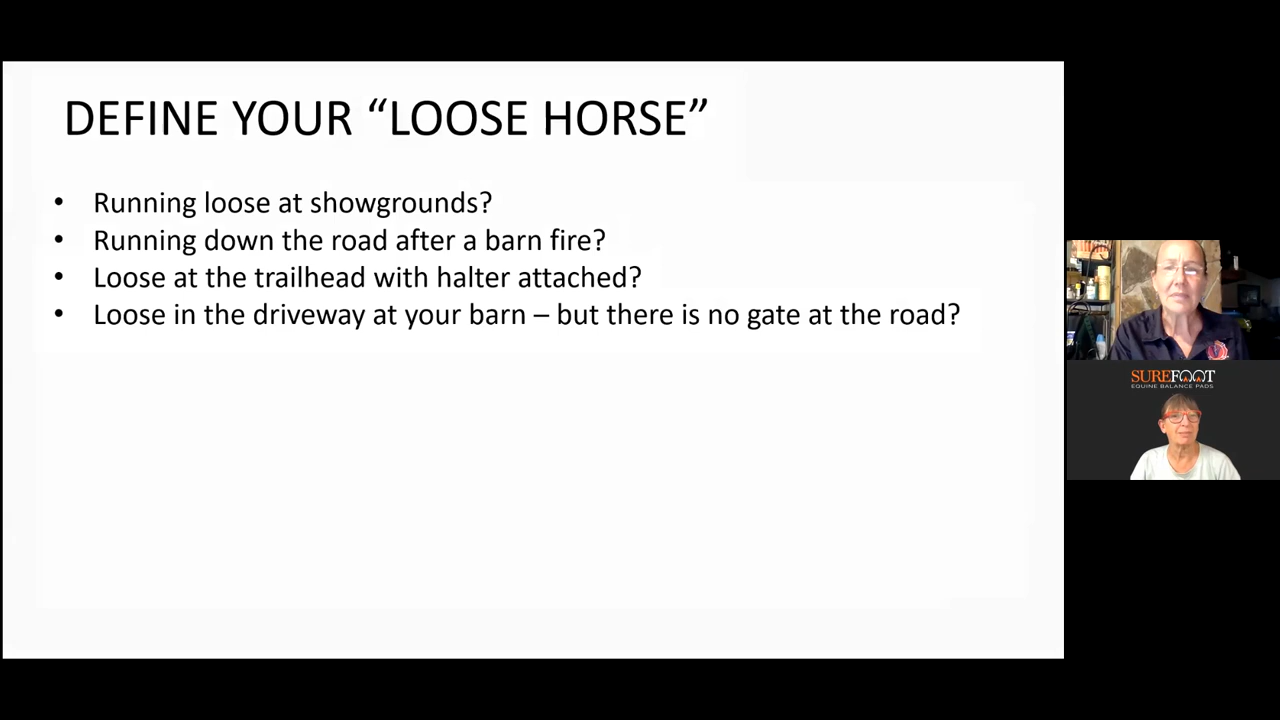 DEFINE YOUR “LOOSE HORSE”
• Running loose at showgrounds?
• Running down the road after a barn fire?
• Loose at the trailhead with halter attached?
• Loose in the driveway at your barn – but there is no gate at the road?
SUREFOOT
EQUINE BALANCE PADS